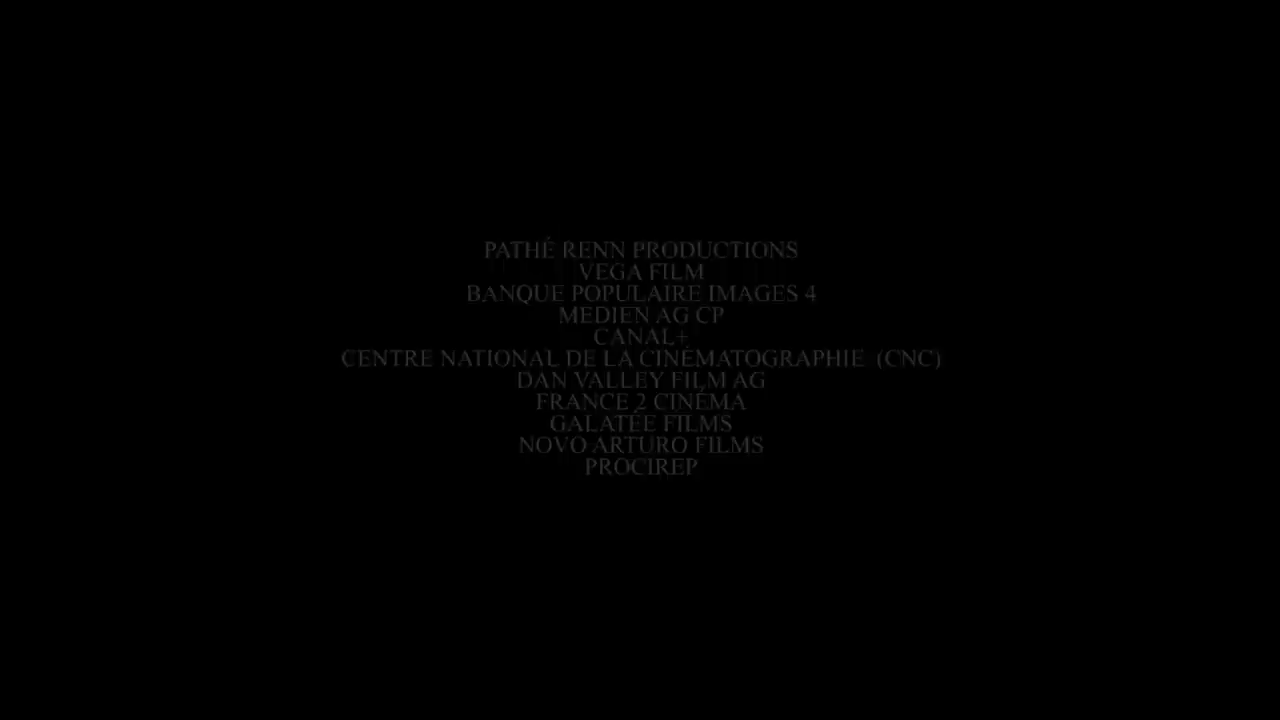 PATHÉ RENN PRODUCTIONS
VEGA FILM
BANQUE POPULAIRE IMAGES 4
MEDIEN AG CP
CANAL+
CENTRE NATIONAL DE LA CINÉMATOGRAPHIE (CNC)
DAN VALLEY FILM AG
FRANCE 2 CINÉMA
GALATÉE FILMS
NOVO ARTURO FILMS
PROCIREP